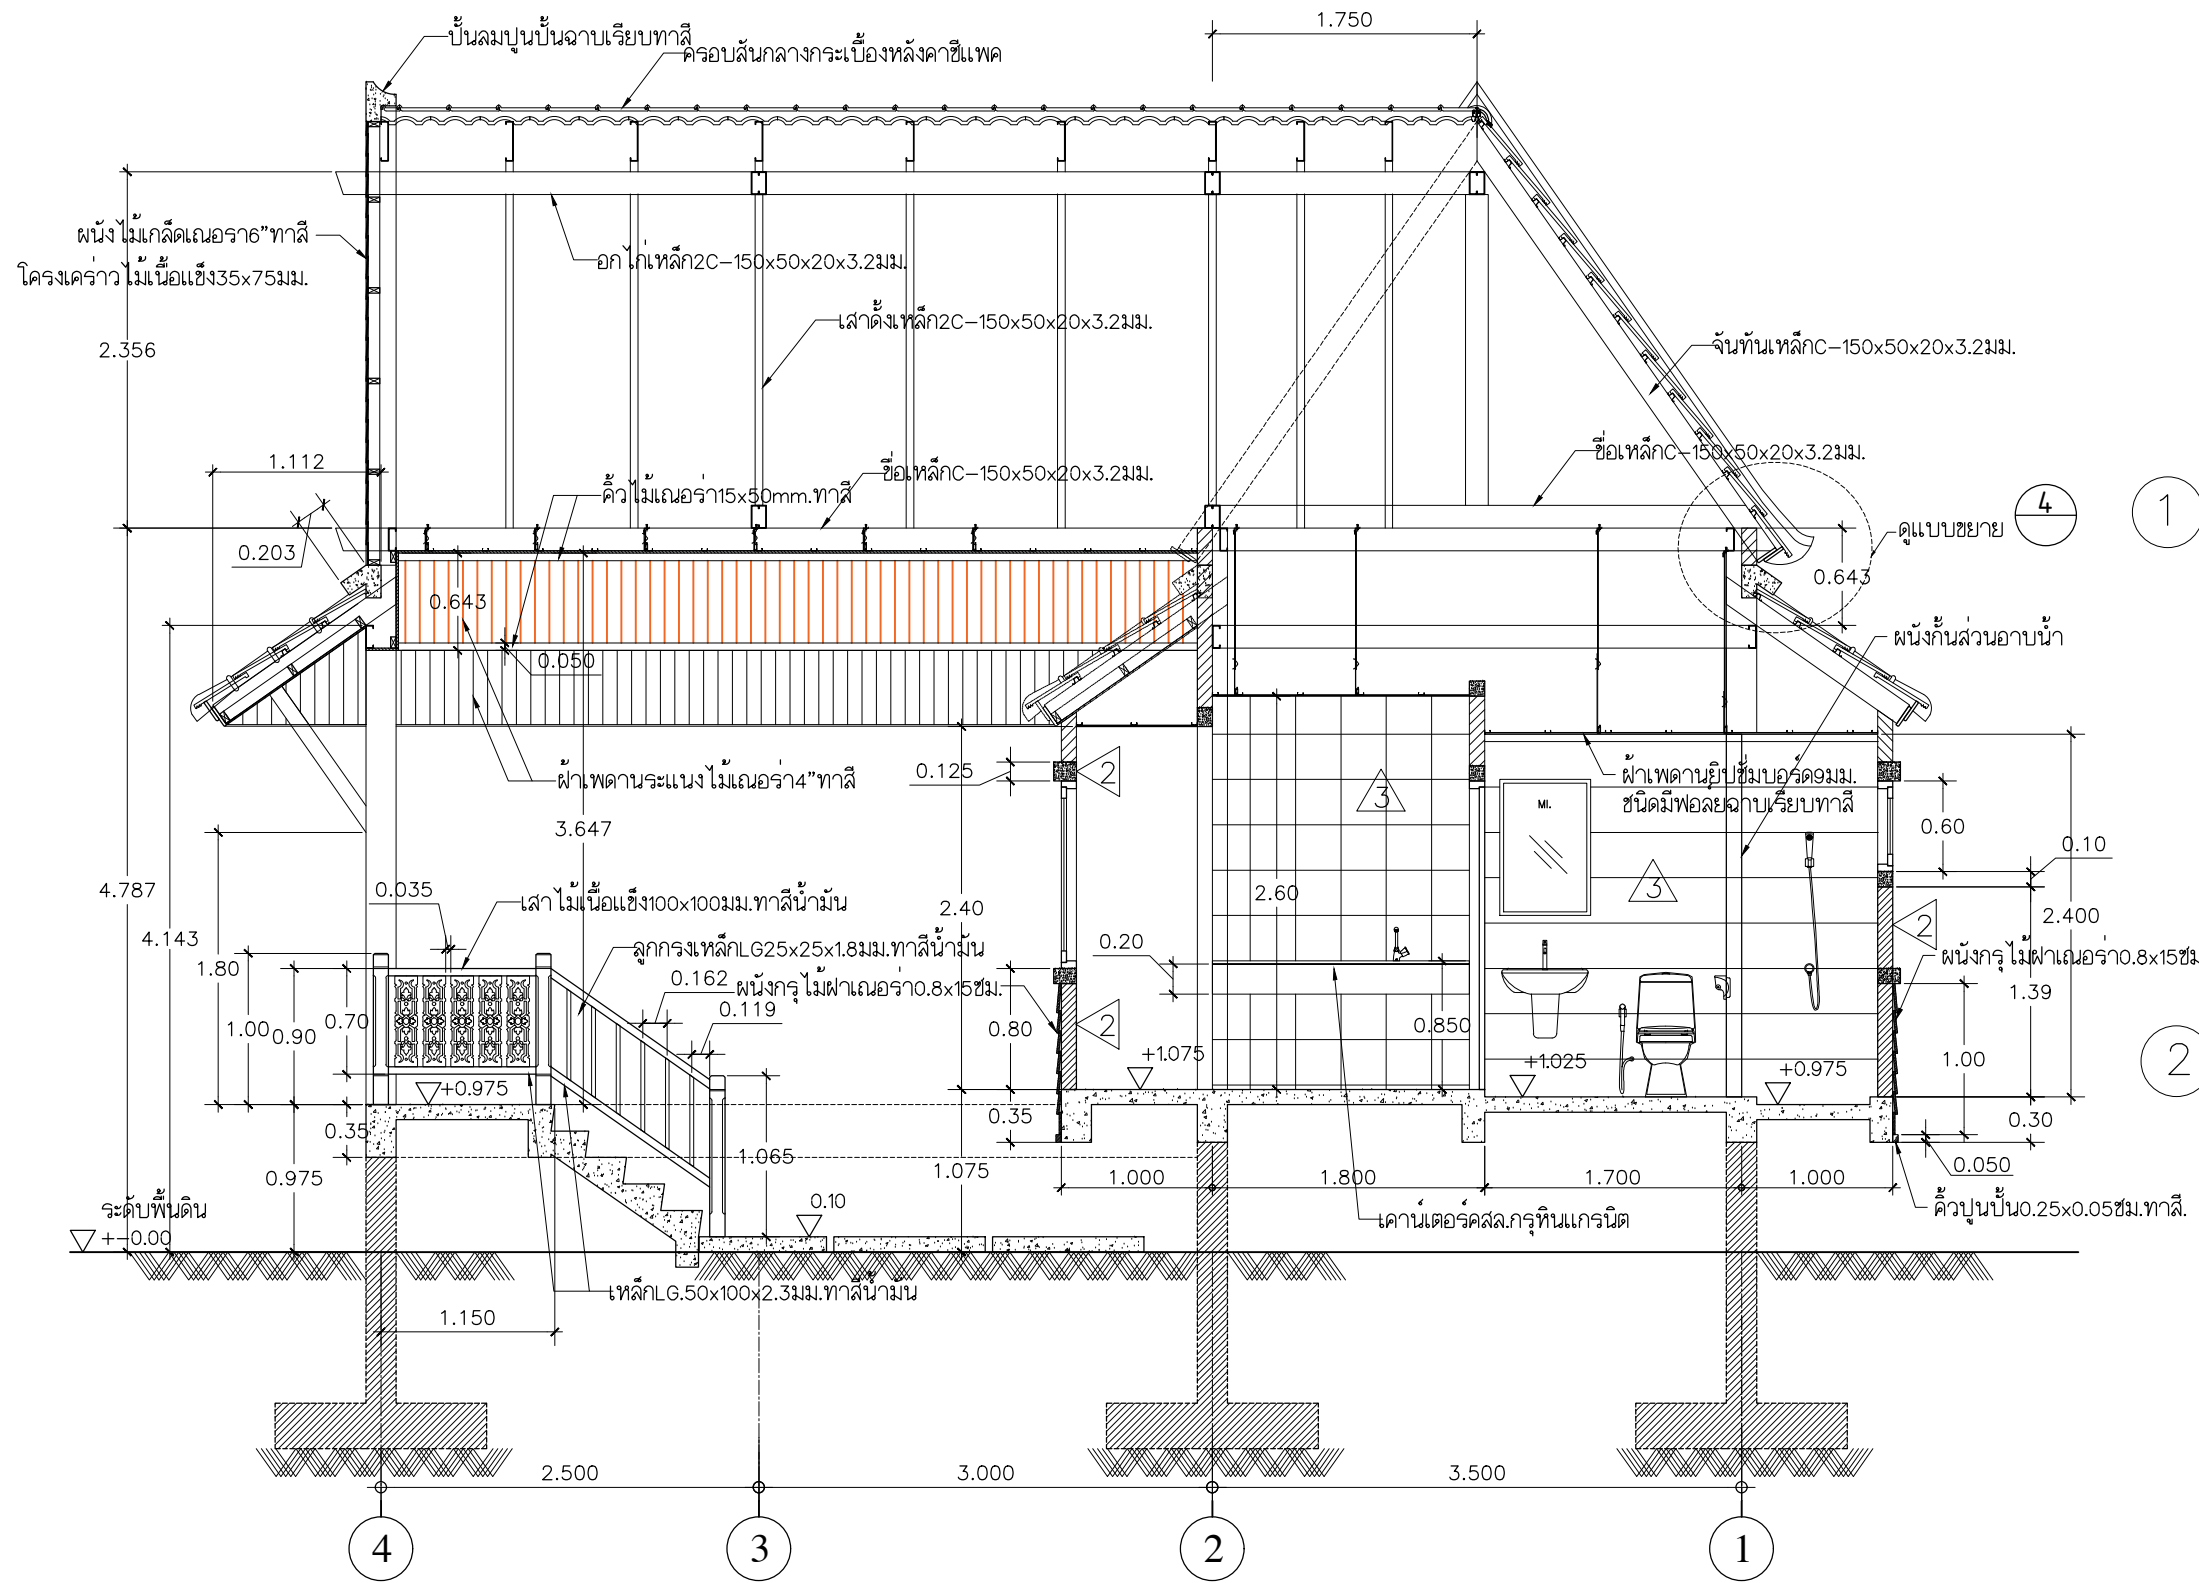 1.750
ปั้นลมปูนปั้นฉาบเรียบทาสี
ครอบสันกลางกระเบื้องหลังคาซีแพค
ผนังไม้เกล็ดเฌอรา6"ทาสี
โครงเคร่าวไม้เนื้อแข็ง35x75มม.
อกไก่เหล็ก2C-150x50x20x3.2มม.
เสาดั้งเหล็ก2C-150x50x20x3.2มม.
2.356
จันทันเหล็กC-150x50x20x3.2มม.
1.112
ขื่อเหล็กC-150x50x20x3.2มม.
ขื่อเหล็กC-150x50x20x3.2มม.
คิ้วไม้เฌอร่า15x50mm.ทาสี
4
1
ดูแบบขยาย
0.203
0.643
0.643
0.050
ผนังกั้นส่วนอาบน้ำ
0.125
2
ฝ้าเพดานระแนงไม้เฌอร่า4"ทาสี
ฝ้าเพดานยิปซั่มบอร์ด9มม.
ชนิดมีฟอล์ยฉาบเรียบทาสี
3
MI.
3.647
0.60
0.10
4.787
0.035
เสาไม้เนื้อแข็ง100x100มม.ทาสีน้ำมัน
2.60
3
2.40
2.400
4.143
ลูกกรงเหล็กLG25x25x1.8มม.ทาสีน้ำมัน
0.20
2
ผนังกรุไม้ฝาเฌอร่า0.8x15ซม
1.80
0.162
ผนังกรุไม้ฝาเฌอร่า0.8x15ซม.
1.39
0.119
1.00
0.90
0.70
0.80
2
0.850
+1.075
+1.025
+0.975
1.00
2
+0.975
0.35
0.35
0.30
1.065
0.975
1.075
1.000
1.800
1.700
1.000
0.050
ระดับพื้นดิน
+-0.00
0.10
เคาน์เตอร์คสล.กรุหินแกรนิต
คิ้วปูนปั้น0.25x0.05ซม.ทาสี.
เหล็กLG.50x100x2.3มม.ทาสีน้ำมัน
1.150
2.500
3.000
3.500
4
3
2
1